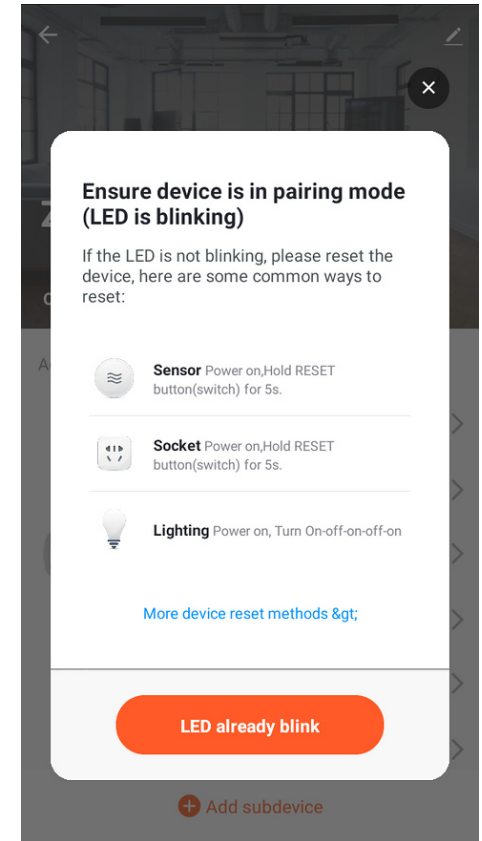 Ensure device is in pairing mode
(LED is blinking)
If the LED is not blinking, please reset the
device, here are some common ways to
reset:
Sensor Power on,Hold RESET
button(switch) for 5s.
Socket Power on,Hold RESET
button(switch) for 5s.
Lighting Power on, Turn On-off-on-off-on
More device reset methods &gt;
LED already blink
Add subdevice